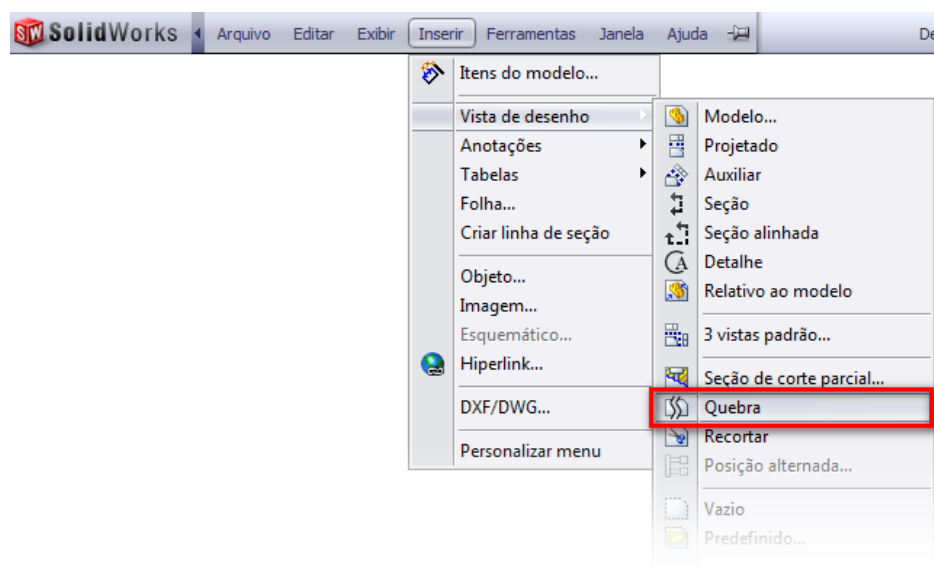 SolidWorks Arquivo Editar Exibir Inserir Ferramentas Janela Ajuda
Itens do modelo...
Vista de desenho
Anotações
Tabelas
Folha...
Criar linha de seção
Objeto...
Imagem...
Esquemático...
Hiperlink...
DXF/DWG...
Personalizar menu
Modelo...
Projetado
Auxiliar
Seção
Seção alinhada
Detalhe
Relativo ao modelo
3 vistas padrão...
Seção de corte parcial...
Quebra
Recortar
Posição alternada...
Vazio
Predefinido...